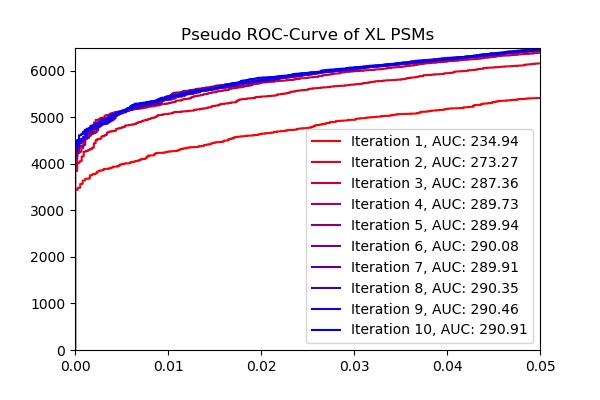 Pseudo ROC-Curve of XL PSMs
6000
5000
4000
3000
2000
1000
0
Iteration 1, AUC: 234.94
Iteration 2, AUC: 273.27
Iteration 3, AUC: 287.36
Iteration 4, AUC: 289.73
Iteration 5, AUC: 289.94
Iteration 6, AUC: 290.08
Iteration 7, AUC: 289.91
Iteration 8, AUC: 290.35
Iteration 9, AUC: 290.46
Iteration 10, AUC: 290.91
0.00 0.01 0.02 0.03 0.04 0.05